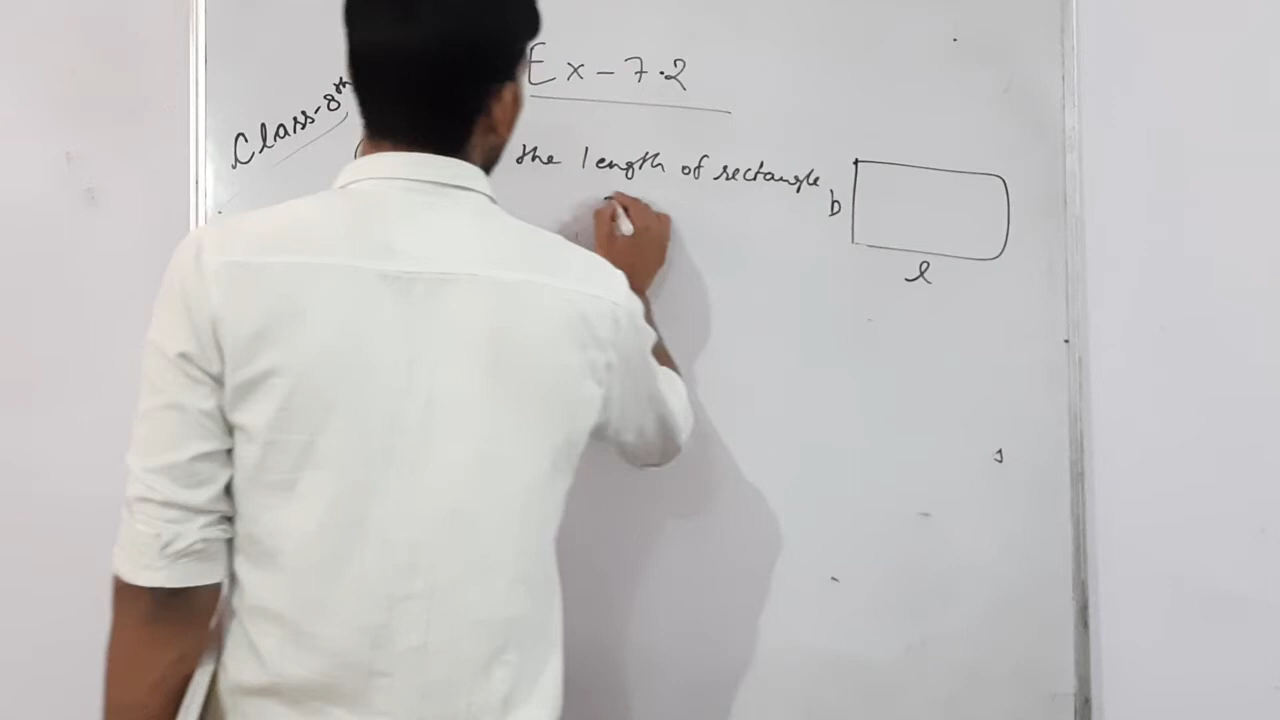 Ex-7.2
Class-8th
the length of rectangle
b
l